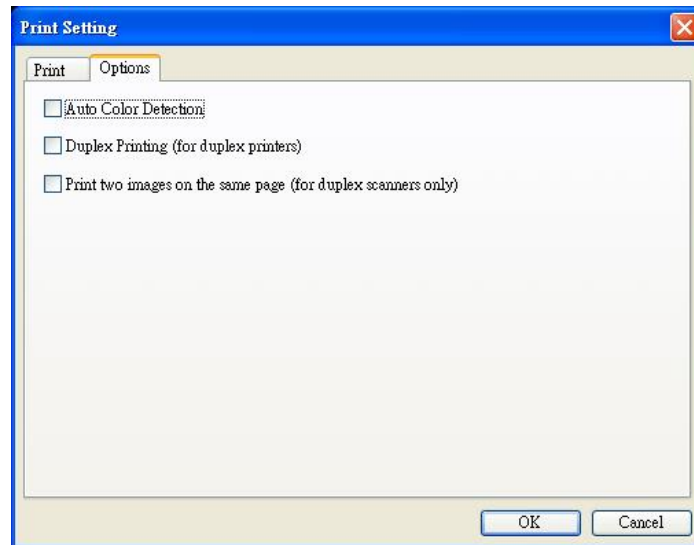 Print Setting
Print Options
Auto Color Detection
Duplex Printing (for duplex printers)
Print two images on the same page (for duplex scanners only)
OK Cancel